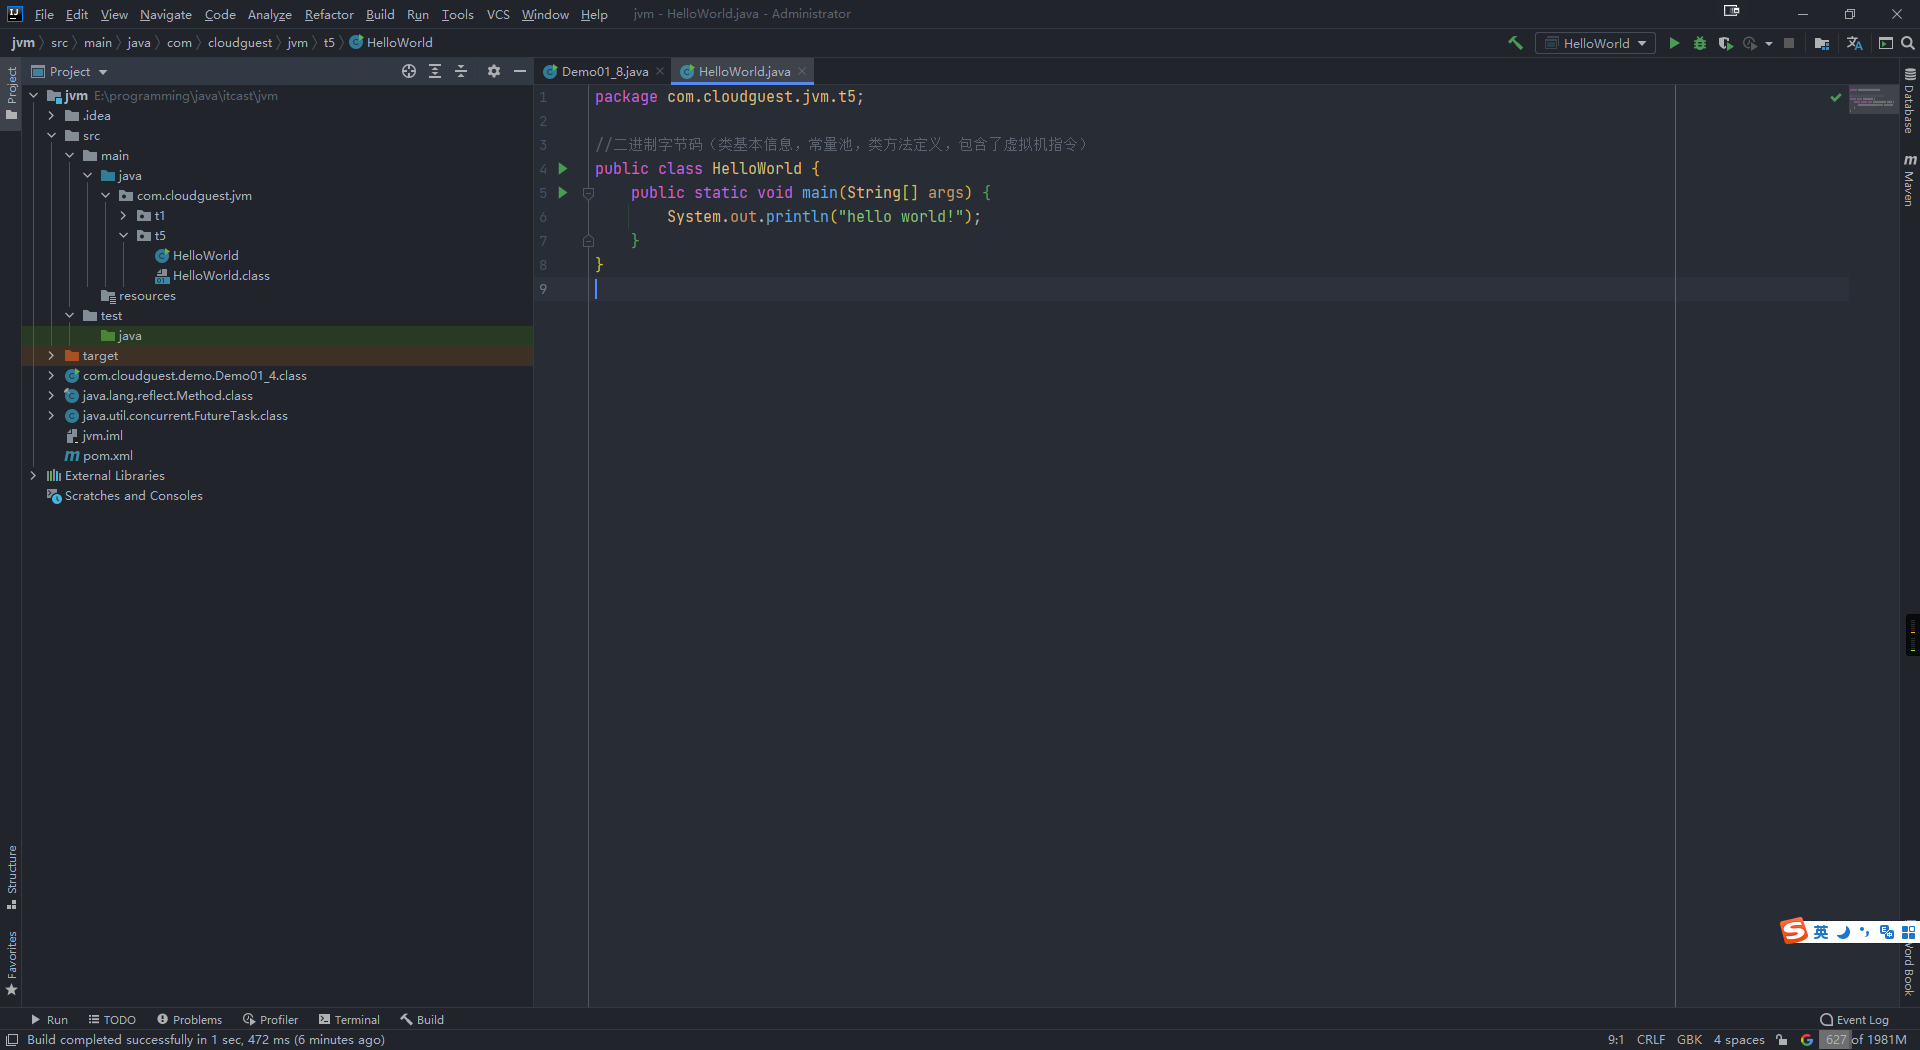 File Edit View Navigate Code Analyze Refactor Build Run Tools VCS Window Help jvm - HelloWorld.java - Administrator
jvm src main java com cloudguest jvm t5 HelloWorld
HelloWorld
Project
Demo01_8.java
HelloWorld.java
Project
jvm E:\programming\java\itcast\jvm
.idea
src
main
java
com.cloudguest.jvm
t1
t5
HelloWorld
HelloWorld.class
resources
test
java
target
com.cloudguest.demo.Demo01_4.class
java.lang.reflect.Method.class
java.util.concurrent.FutureTask.class
jvm.iml
pom.xml
External Libraries
Scratches and Consoles
1 package com.cloudguest.jvm.t5;
2
3 //二进制字节码（类基本信息，常量池，类方法定义，包含了虚拟机指令）
4 public class HelloWorld {
5 public static void main(String[] args) {
6 System.out.println("hello world!");
7 }
8 }
9
Database
Maven
Structure
Favorites
英
Word Book
Run TODO Problems Profiler Terminal Build Event Log
Build completed successfully in 1 sec, 472 ms (6 minutes ago) 9:1 CRLF GBK 4 spaces 627 of 1981M